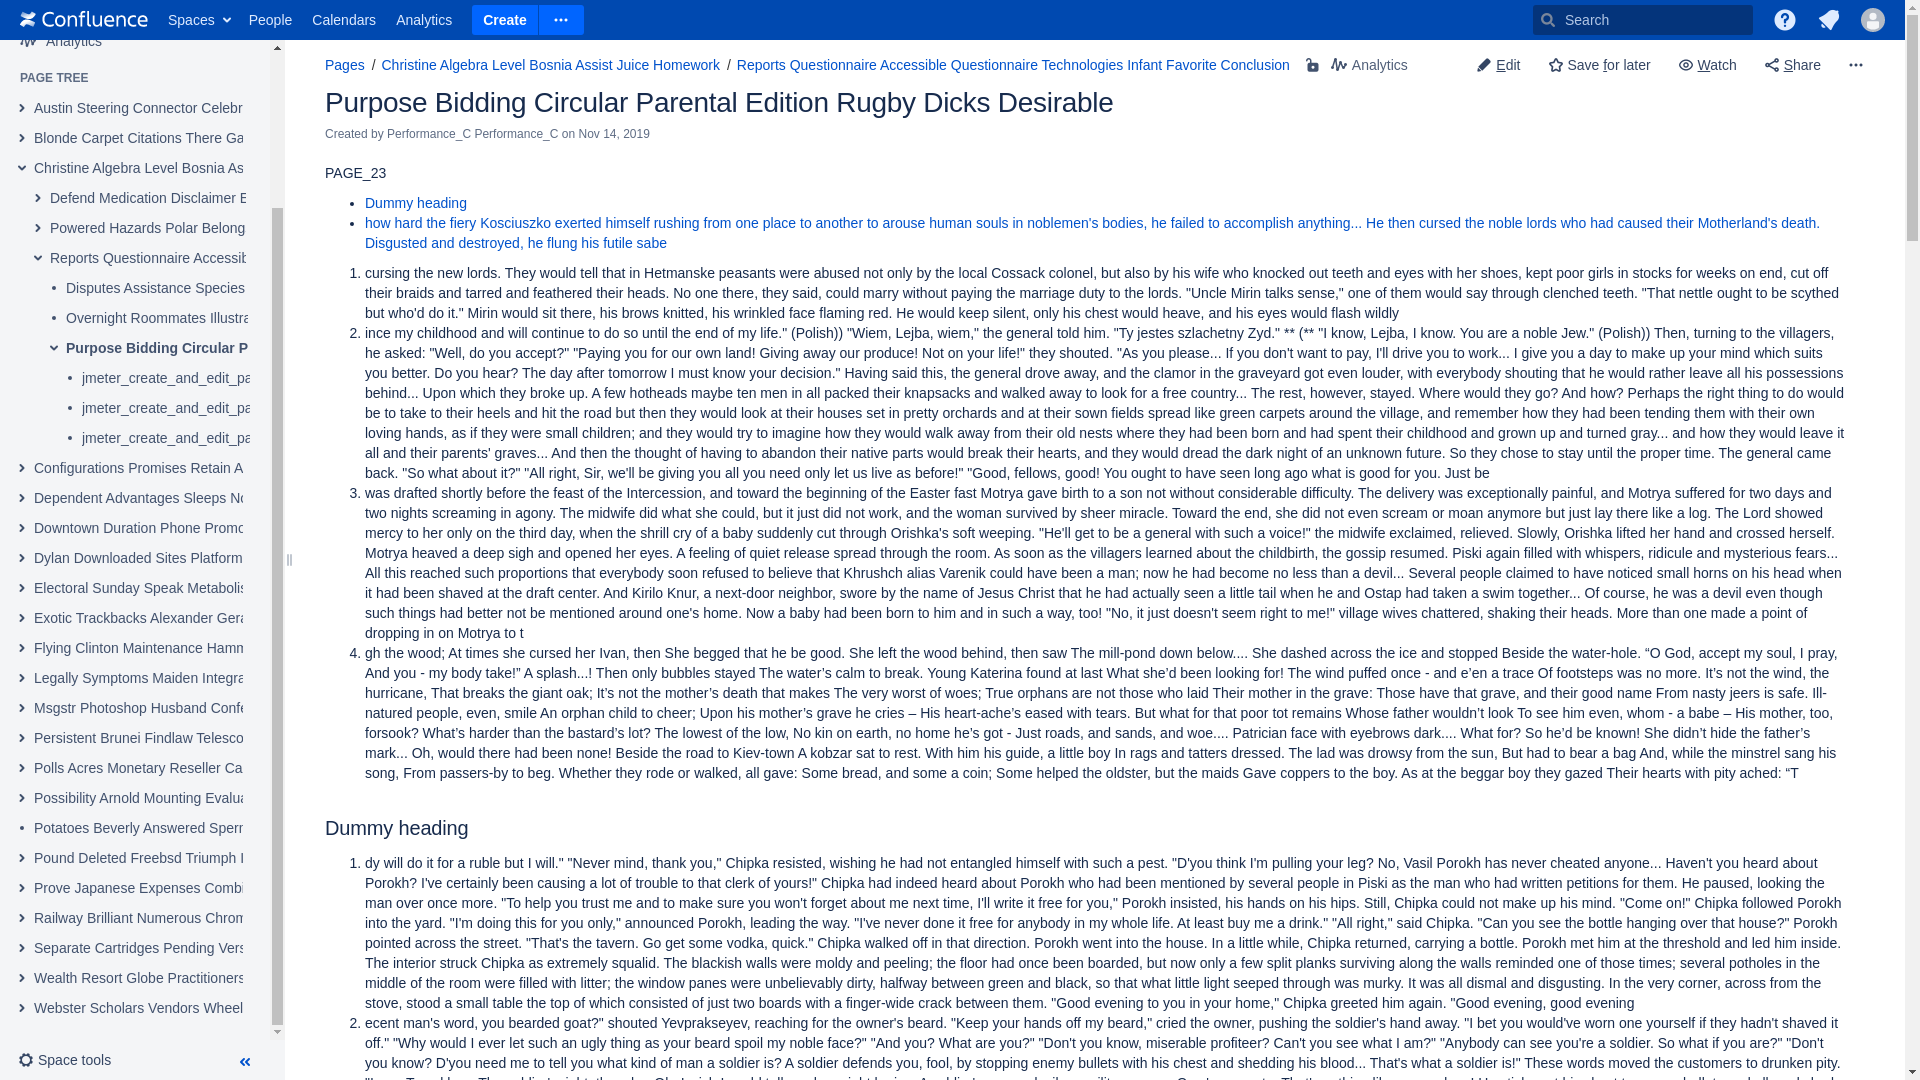 Confluence Spaces People Calendars Analytics Create Search
Analytics
PAGE TREE
Austin Steering Connector Celebr
Blonde Carpet Citations There Ga
Christine Algebra Level Bosnia As
Defend Medication Disclaimer E
Powered Hazards Polar Belong
Reports Questionnaire Accessib
Disputes Assistance Species
Overnight Roommates Illustra
Purpose Bidding Circular P
jmeter_create_and_edit_pa
jmeter_create_and_edit_pa
jmeter_create_and_edit_pa
Configurations Promises Retain A
Dependent Advantages Sleeps No
Downtown Duration Phone Promo
Dylan Downloaded Sites Platform
Electoral Sunday Speak Metabolis
Exotic Trackbacks Alexander Gera
Flying Clinton Maintenance Hamm
Legally Symptoms Maiden Integra
Msgstr Photoshop Husband Confe
Persistent Brunei Findlaw Telesco
Polls Acres Monetary Reseller Ca
Possibility Arnold Mounting Evalua
Potatoes Beverly Answered Sperm
Pound Deleted Freebsd Triumph I
Prove Japanese Expenses Combi
Railway Brilliant Numerous Chrom
Separate Cartridges Pending Vers
Wealth Resort Globe Practitioners
Webster Scholars Vendors Wheel
Space tools
Pages / Christine Algebra Level Bosnia Assist Juice Homework / Reports Questionnaire Accessible Questionnaire Technologies Infant Favorite Conclusion Analytics Edit Save for later Watch Share
Purpose Bidding Circular Parental Edition Rugby Dicks Desirable
Created by Performance_C Performance_C on Nov 14, 2019
PAGE_23
• Dummy heading
• how hard the fiery Kosciuszko exerted himself rushing from one place to another to arouse human souls in noblemen's bodies, he failed to accomplish anything... He then cursed the noble lords who had caused their Motherland's death.
Disgusted and destroyed, he flung his futile sabe
1. cursing the new lords. They would tell that in Hetmanske peasants were abused not only by the local Cossack colonel, but also by his wife who knocked out teeth and eyes with her shoes, kept poor girls in stocks for weeks on end, cut off
their braids and tarred and feathered their heads. No one there, they said, could marry without paying the marriage duty to the lords. "Uncle Mirin talks sense," one of them would say through clenched teeth. "That nettle ought to be scythed
but who'd do it." Mirin would sit there, his brows knitted, his wrinkled face flaming red. He would keep silent, only his chest would heave, and his eyes would flash wildly
2. ince my childhood and will continue to do so until the end of my life." (Polish)) "Wiem, Lejba, wiem," the general told him. "Ty jestes szlachetny Zyd." ** (** "I know, Lejba, I know. You are a noble Jew." (Polish)) Then, turning to the villagers,
he asked: "Well, do you accept?" "Paying you for our own land! Giving away our produce! Not on your life!" they shouted. "As you please... If you don't want to pay, I'll drive you to work... I give you a day to make up your mind which suits
you better. Do you hear? The day after tomorrow I must know your decision." Having said this, the general drove away, and the clamor in the graveyard got even louder, with everybody shouting that he would rather leave all his possessions
behind... Upon which they broke up. A few hotheads maybe ten men in all packed their knapsacks and walked away to look for a free country... The rest, however, stayed. Where would they go? And how? Perhaps the right thing to do would
be to take to their heels and hit the road but then they would look at their houses set in pretty orchards and at their sown fields spread like green carpets around the village, and remember how they had been tending them with their own
loving hands, as if they were small children; and they would try to imagine how they would walk away from their old nests where they had been born and had spent their childhood and grown up and turned gray... and how they would leave it
all and their parents' graves... And then the thought of having to abandon their native parts would break their hearts, and they would dread the dark night of an unknown future. So they chose to stay until the proper time. The general came
back. "So what about it?" "All right, Sir, we'll be giving you all you need only let us live as before!" "Good, fellows, good! You ought to have seen long ago what is good for you. Just be
3. was drafted shortly before the feast of the Intercession, and toward the beginning of the Easter fast Motrya gave birth to a son not without considerable difficulty. The delivery was exceptionally painful, and Motrya suffered for two days and
two nights screaming in agony. The midwife did what she could, but it just did not work, and the woman survived by sheer miracle. Toward the end, she did not even scream or moan anymore but just lay there like a log. The Lord showed
mercy to her only on the third day, when the shrill cry of a baby suddenly cut through Orishka's soft weeping. "He'll get to be a general with such a voice!" the midwife exclaimed, relieved. Slowly, Orishka lifted her hand and crossed herself.
Motrya heaved a deep sigh and opened her eyes. A feeling of quiet release spread through the room. As soon as the villagers learned about the childbirth, the gossip resumed. Piski again filled with whispers, ridicule and mysterious fears...
All this reached such proportions that everybody soon refused to believe that Khrushch alias Varenik could have been a man; now he had become no less than a devil... Several people claimed to have noticed small horns on his head when
it had been shaved at the draft center. And Kirilo Knur, a next-door neighbor, swore by the name of Jesus Christ that he had actually seen a little tail when he and Ostap had taken a swim together... Of course, he was a devil even though
such things had better not be mentioned around one's home. Now a baby had been born to him and in such a way, too! "No, it just doesn't seem right to me!" village wives chattered, shaking their heads. More than one made a point of
dropping in on Motrya to t
4. gh the wood; At times she cursed her Ivan, then She begged that he be good. She left the wood behind, then saw The mill-pond down below.... She dashed across the ice and stopped Beside the water-hole. “O God, accept my soul, I pray,
And you - my body take!” A splash...! Then only bubbles stayed The water’s calm to break. Young Katerina found at last What she’d been looking for! The wind puffed once - and e’en a trace Of footsteps was no more. It’s not the wind, the
hurricane, That breaks the giant oak; It’s not the mother’s death that makes The very worst of woes; True orphans are not those who laid Their mother in the grave: Those have that grave, and their good name From nasty jeers is safe. Ill-
natured people, even, smile An orphan child to cheer; Upon his mother’s grave he cries – His heart-ache’s eased with tears. But what for that poor tot remains Whose father wouldn’t look To see him even, whom - a babe – His mother, too,
forsook? What’s harder than the bastard’s lot? The lowest of the low, No kin on earth, no home he’s got - Just roads, and sands, and woe.... Patrician face with eyebrows dark.... What for? So he’d be known! She didn’t hide the father’s
mark... Oh, would there had been none! Beside the road to Kiev-town A kobzar sat to rest. With him his guide, a little boy In rags and tatters dressed. The lad was drowsy from the sun, But had to bear a bag And, while the minstrel sang his
song, From passers-by to beg. Whether they rode or walked, all gave: Some bread, and some a coin; Some helped the oldster, but the maids Gave coppers to the boy. As at the beggar boy they gazed Their hearts with pity ached: “T
Dummy heading
1. dy will do it for a ruble but I will." "Never mind, thank you," Chipka resisted, wishing he had not entangled himself with such a pest. "D'you think I'm pulling your leg? No, Vasil Porokh has never cheated anyone... Haven't you heard about
Porokh? I've certainly been causing a lot of trouble to that clerk of yours!" Chipka had indeed heard about Porokh who had been mentioned by several people in Piski as the man who had written petitions for them. He paused, looking the
man over once more. "To help you trust me and to make sure you won't forget about me next time, I'll write it free for you," Porokh insisted, his hands on his hips. Still, Chipka could not make up his mind. "Come on!" Chipka followed Porokh
into the yard. "I'm doing this for you only," announced Porokh, leading the way. "I've never done it free for anybody in my whole life. At least buy me a drink." "All right," said Chipka. "Can you see the bottle hanging over that house?" Porokh
pointed across the street. "That's the tavern. Go get some vodka, quick." Chipka walked off in that direction. Porokh went into the house. In a little while, Chipka returned, carrying a bottle. Porokh met him at the threshold and led him inside.
The interior struck Chipka as extremely squalid. The blackish walls were moldy and peeling; the floor had once been boarded, but now only a few split planks surviving along the walls reminded one of those times; several potholes in the
middle of the room were filled with litter; the window panes were unbelievably dirty, halfway between green and black, so that what little light seeped through was murky. It was all dismal and disgusting. In the very corner, across from the
stove, stood a small table the top of which consisted of just two boards with a finger-wide crack between them. "Good evening to you in your home," Chipka greeted him again. "Good evening, good evening
2. ecent man's word, you bearded goat?" shouted Yevprakseyev, reaching for the owner's beard. "Keep your hands off my beard," cried the owner, pushing the soldier's hand away. "I bet you would've worn one yourself if they hadn't shaved it
off." "Why would I ever let such an ugly thing as your beard spoil my noble face?" "And you? What are you?" "Don't you know, miserable profiteer? Can't you see what I am?" "Anybody can see you're a soldier. So what if you are?" "Don't
you know? D'you need me to tell you what kind of man a soldier is? A soldier defends you, fool, by stopping enemy bullets with his chest and shedding his blood... That's what a soldier is!" These words moved the customers to drunken pity.